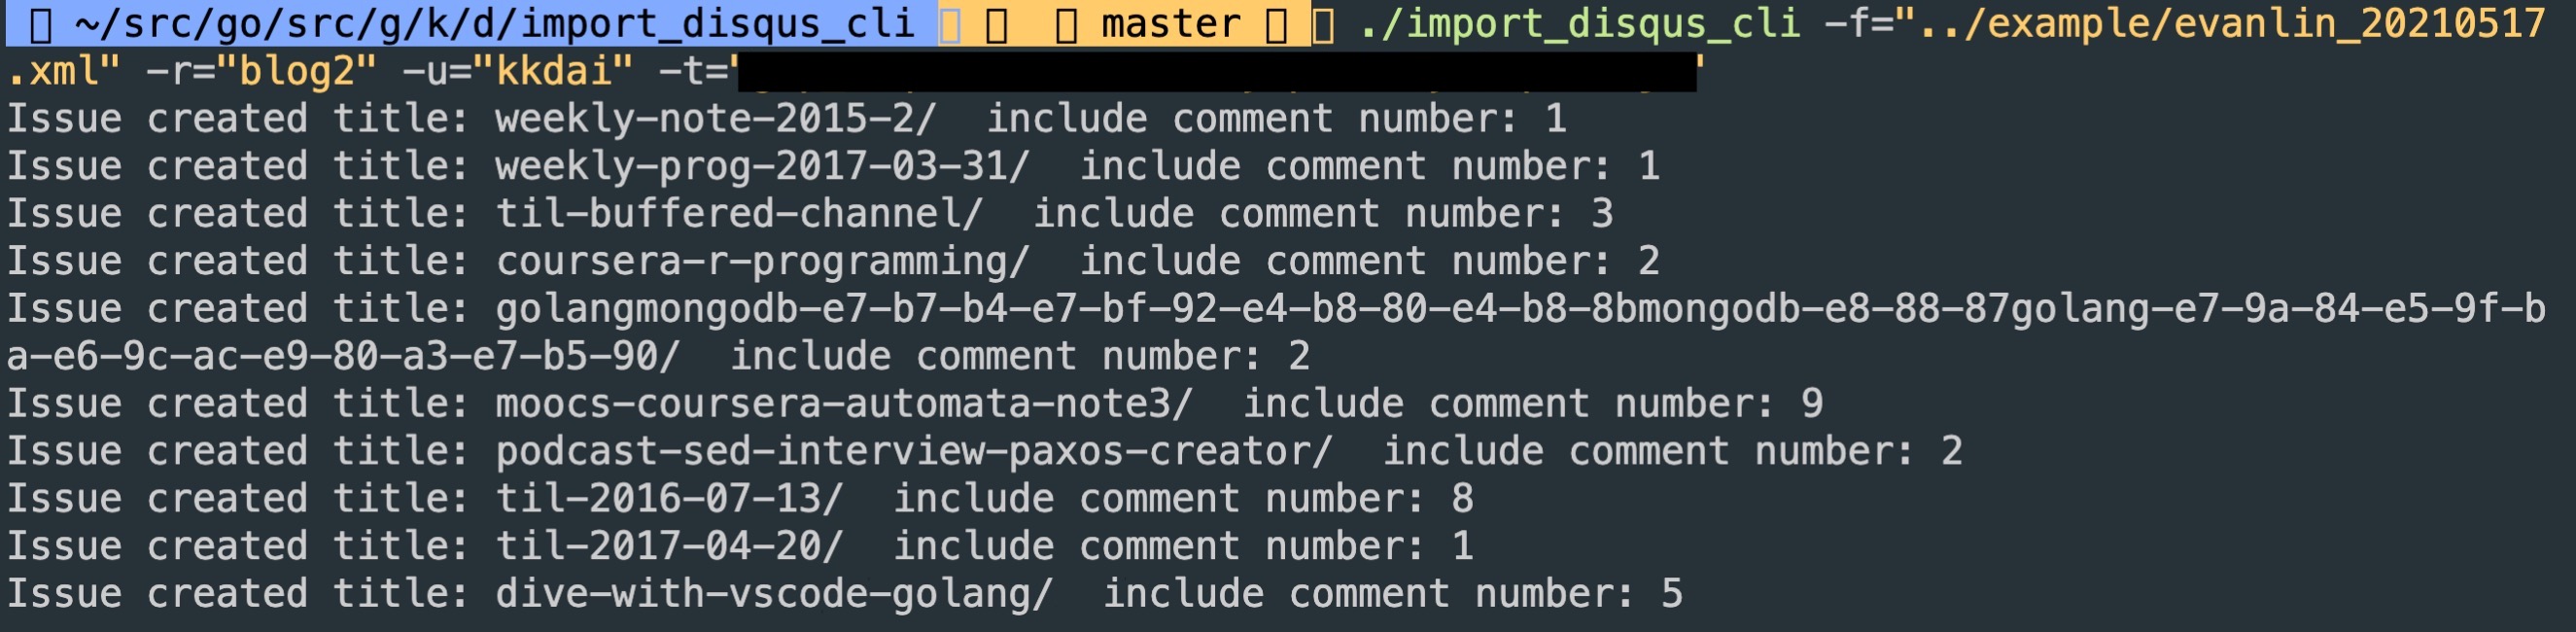 ~/src/go/src/g/k/d/import_disqus_cli master ./import_disqus_cli -f="../example/evanlin_20210517
.xml" -r="blog2" -u="kkdai" -t="
Issue created title: weekly-note-2015-2/  include comment number: 1
Issue created title: weekly-prog-2017-03-31/  include comment number: 1
Issue created title: til-buffered-channel/  include comment number: 3
Issue created title: coursera-r-programming/  include comment number: 2
Issue created title: golangmongodb-e7-b7-b4-e7-bf-92-e4-b8-80-e4-b8-8bmongodb-e8-88-87golang-e7-9a-84-e5-9f-b
a-e6-9c-ac-e9-80-a3-e7-b5-90/  include comment number: 2
Issue created title: moocs-coursera-automata-note3/  include comment number: 9
Issue created title: podcast-sed-interview-paxos-creator/  include comment number: 2
Issue created title: til-2016-07-13/  include comment number: 8
Issue created title: til-2017-04-20/  include comment number: 1
Issue created title: dive-with-vscode-golang/  include comment number: 5